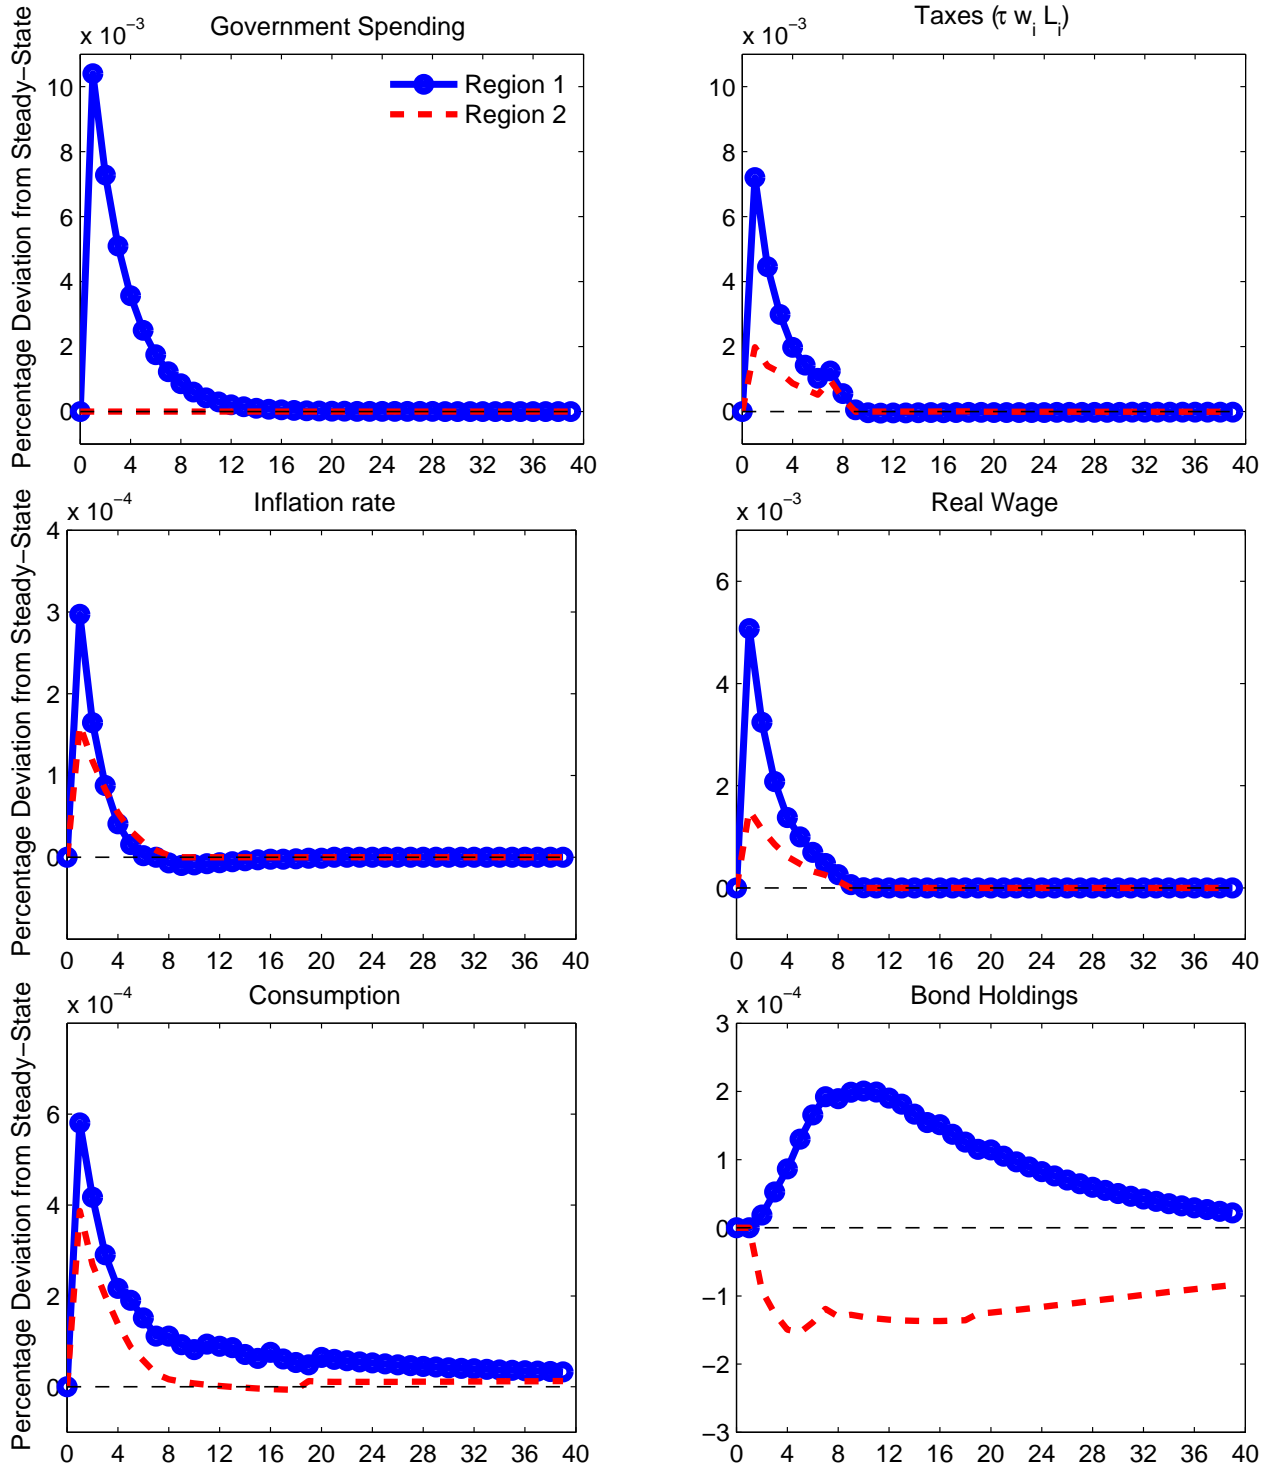 x 10−3
Government Spending
Percentage Deviation from Steady−State
10
8
6
4
2
0
Region 1
Region 2
0 4 8 12 16 20 24 28 32 36 40
x 10−3
Taxes (τ wi Li)
10
8
6
4
2
0
0 4 8 12 16 20 24 28 32 36 40
x 10−4
Inflation rate
Percentage Deviation from Steady−State
4
3
2
1
0
0 4 8 12 16 20 24 28 32 36 40
x 10−3
Real Wage
6
4
2
0
0 4 8 12 16 20 24 28 32 36 40
x 10−4
Consumption
Percentage Deviation from Steady−State
6
4
2
0
0 4 8 12 16 20 24 28 32 36 40
x 10−4
Bond Holdings
3
2
1
0
−1
−2
−3
0 4 8 12 16 20 24 28 32 36 40